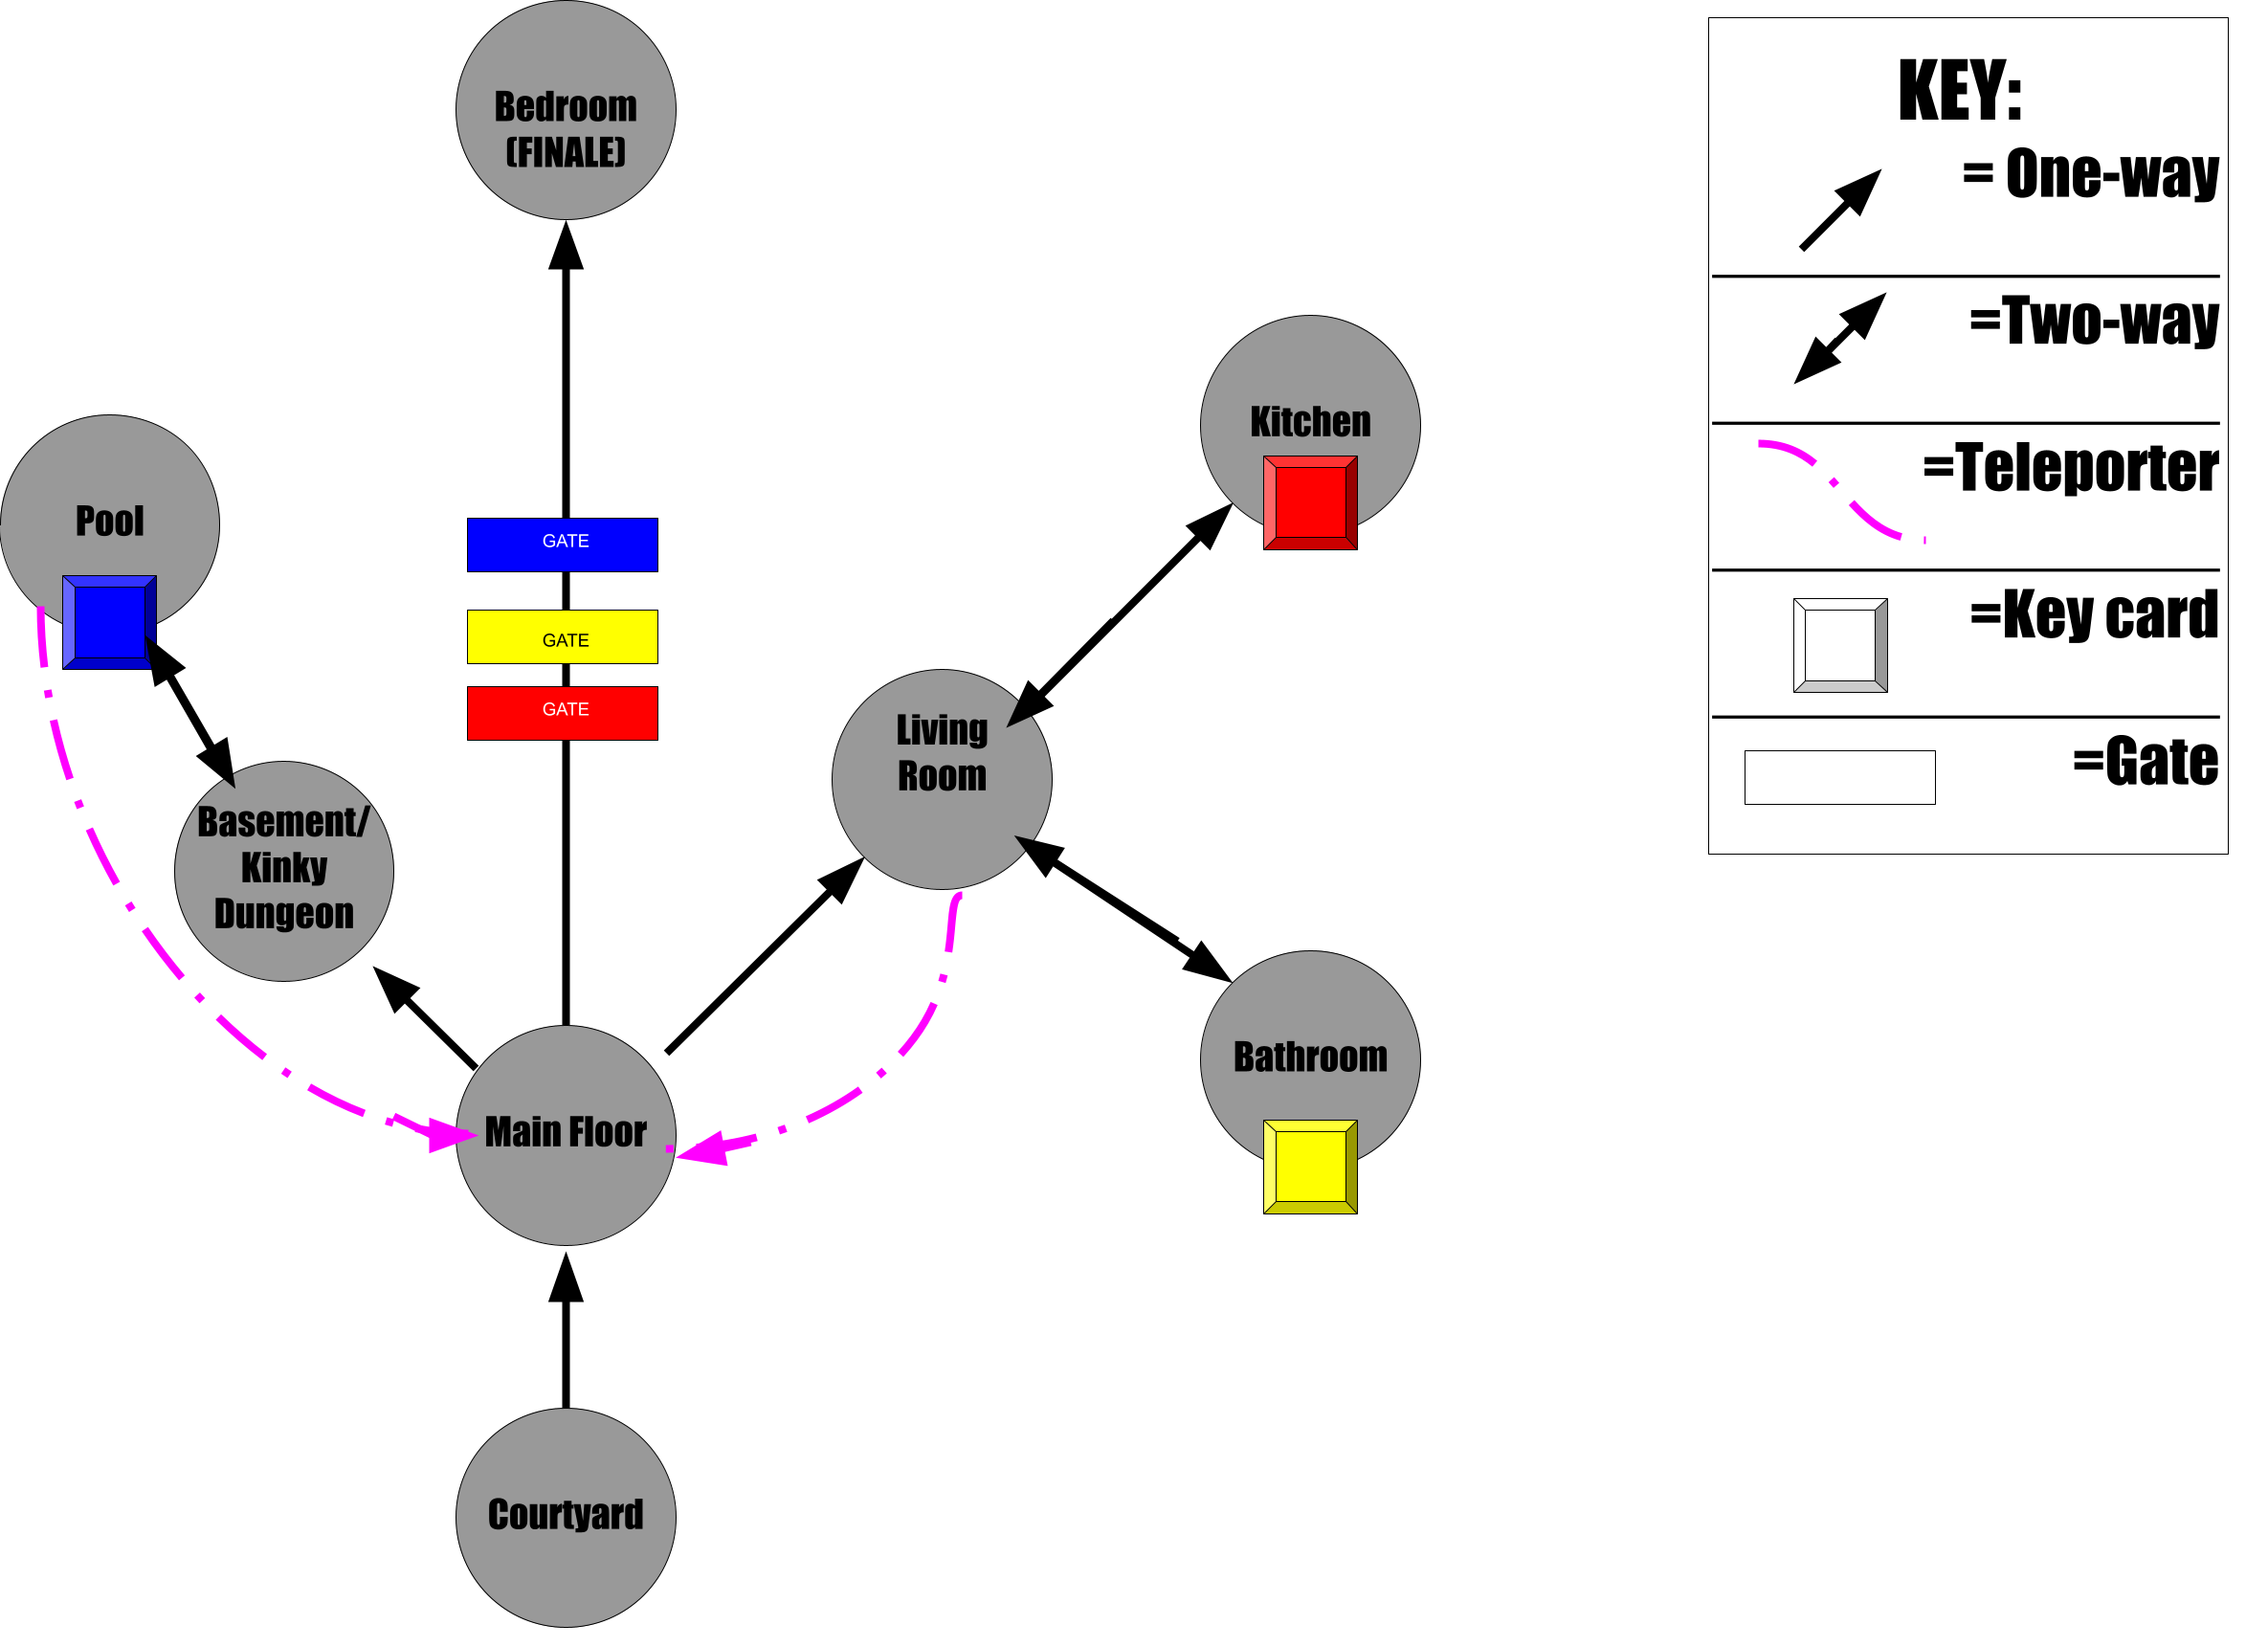 Bedroom
(FINALE)
KEY:
= One-way
=Two-way
=Teleporter
=Key card
=Gate
Kitchen
Pool
GATE
GATE
GATE
Living
Room
Basement/
Kinky
Dungeon
Bathroom
Main Floor
Courtyard